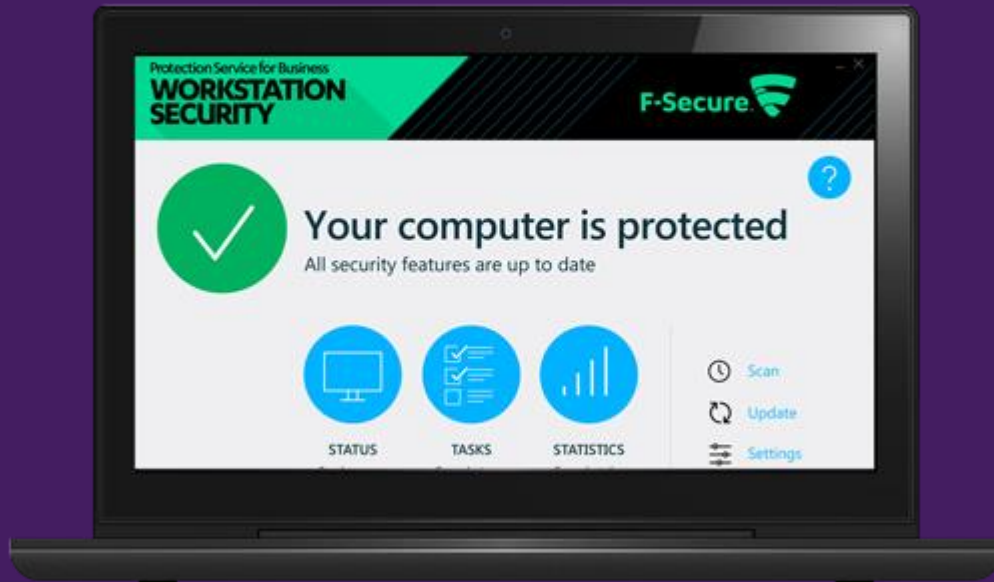 Protection Service for Business
WORKSTATION
SECURITY
F-Secure.
?
Your computer is protected
All security features are up to date
STATUS
TASKS
STATISTICS
Scan
Update
Settings